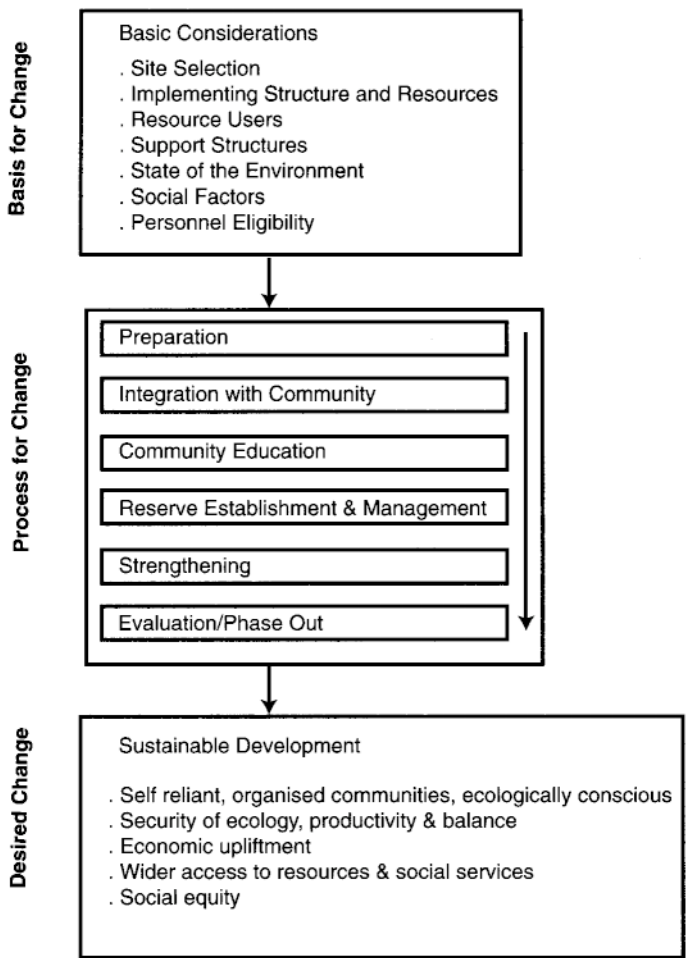 Basis for Change
Basic Considerations
. Site Selection
. Implementing Structure and Resources
. Resource Users
. Support Structures
. State of the Environment
. Social Factors
. Personnel Eligibility
Process for Change
Preparation
Integration with Community
Community Education
Reserve Establishment & Management
Strengthening
Evaluation/Phase Out
Desired Change
Sustainable Development
. Self reliant, organised communities, ecologically conscious
. Security of ecology, productivity & balance
. Economic upliftment
. Wider access to resources & social services
. Social equity